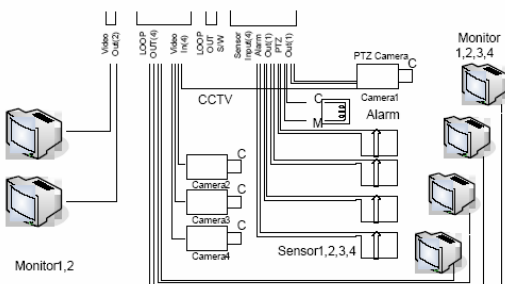 Video
Out(2)
LOOP
OUT(4)
Video
In(4)
LOOP
OUT
S/W
Sensor
Input(4)
Alarm
Out(1)
PTZ
Out(1)
Monitor
1,2,3,4
PTZ Camera
C
Camera1
CCTV
C
M
Alarm
C
Camera2
C
Camera3
C
Camera4
Sensor1,2,3,4
Monitor1,2